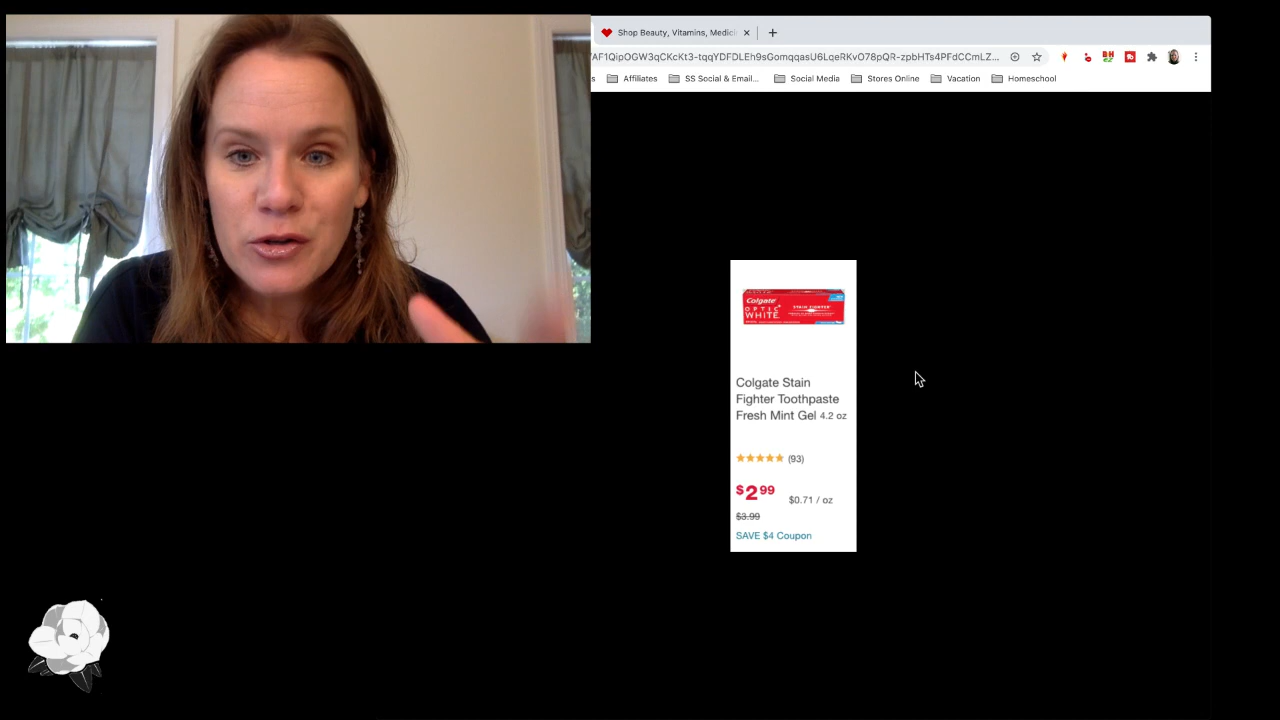 Shop Beauty, Vitamins, Medici
AF1QipOGW3qCKcKt3-tqqYDFDLEh9sGomqqasU6LqeRKvO78pQR-zpbHTs4PFdCCmLZ...
s Affiliates SS Social & Email... Social Media Stores Online Vacation Homeschool
Colgate
OPTIC
WHITE
STAIN FIGHTER
Colgate Stain
Fighter Toothpaste
Fresh Mint Gel 4.2 oz
(93)
$2.99 $0.71 / oz
$3.99
SAVE $4 Coupon